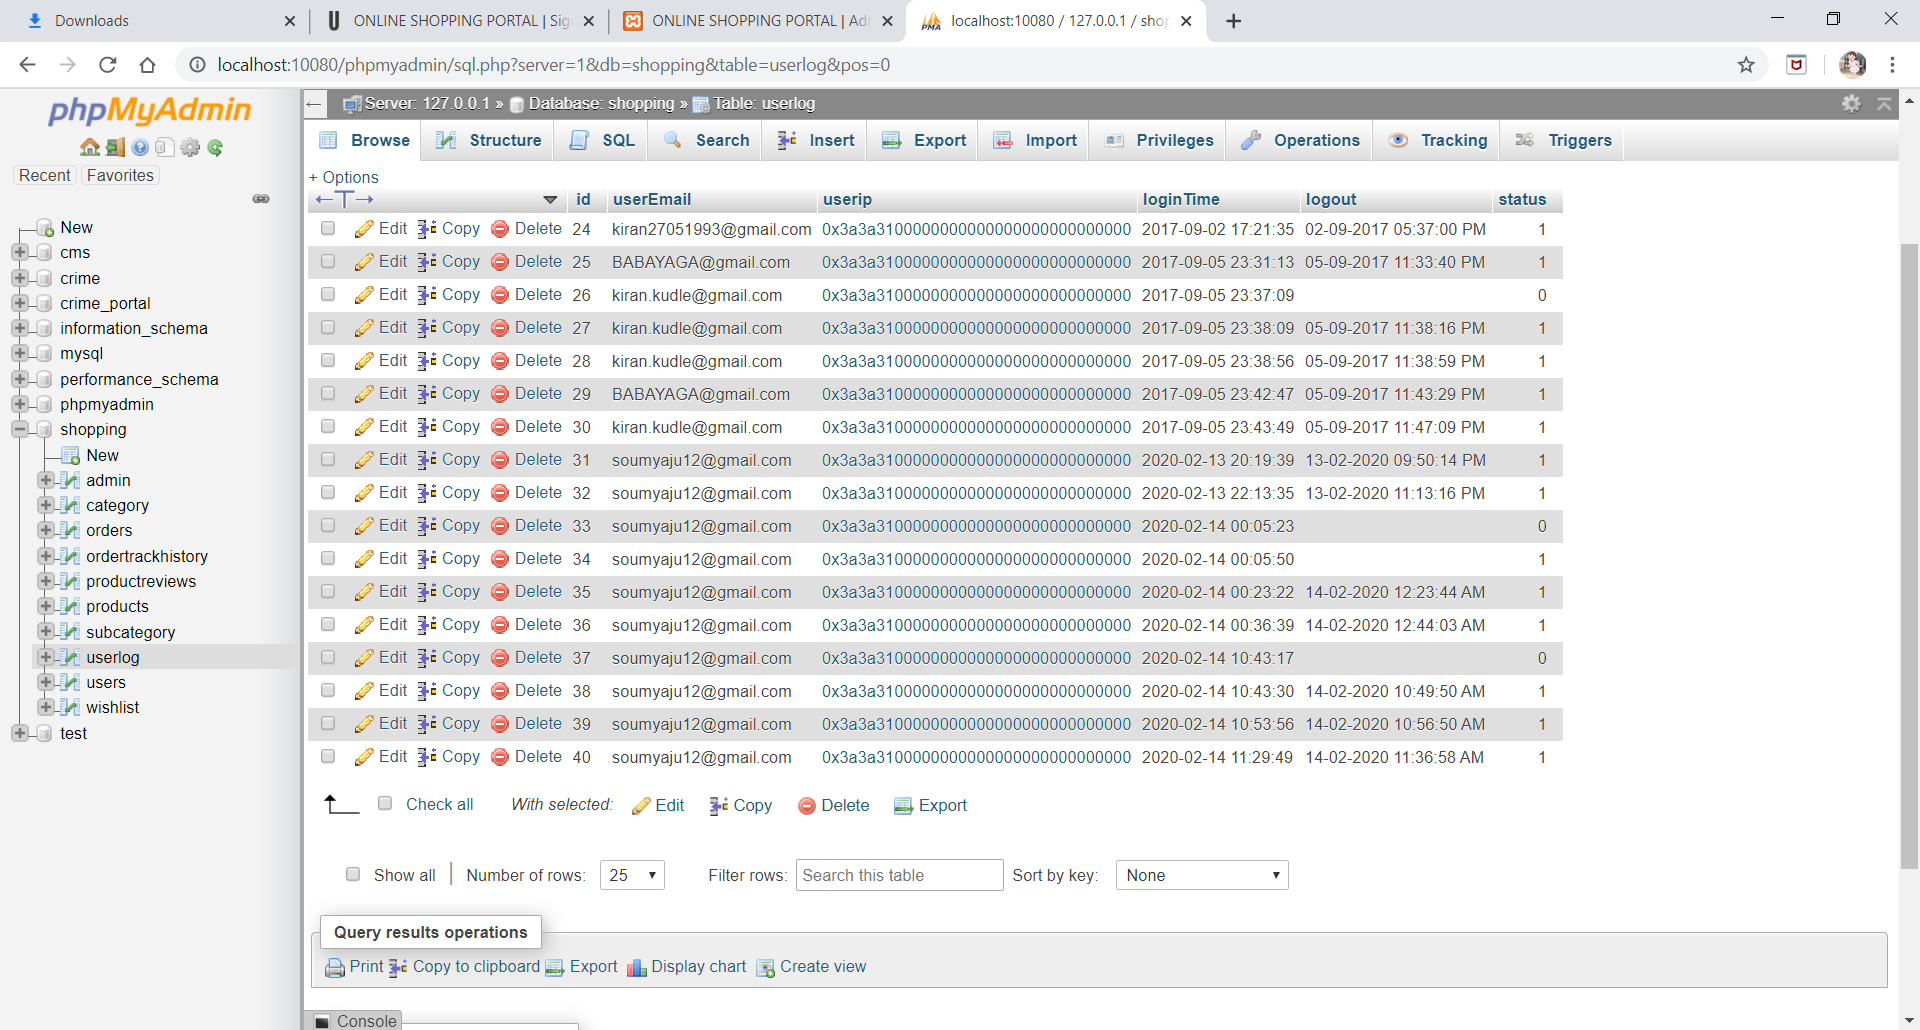 Downloads
ONLINE SHOPPING PORTAL | Sig
ONLINE SHOPPING PORTAL | Adm
localhost:10080 / 127.0.0.1 / shop
localhost:10080/phpmyadmin/sql.php?server=1&db=shopping&table=userlog&pos=0
phpMyAdmin
Recent Favorites
New
cms
crime
crime_portal
information_schema
mysql
performance_schema
phpmyadmin
shopping
New
admin
category
orders
ordertrackhistory
productreviews
products
subcategory
userlog
users
wishlist
test
Server: 127.0.0.1 » Database: shopping » Table: userlog
Browse Structure SQL Search Insert Export Import Privileges Operations Tracking Triggers
+ Options
id userEmail userip loginTime logout status
Edit Copy Delete 24 kiran27051993@gmail.com 0x3a3a3100000000000000000000000000 2017-09-02 17:21:35 02-09-2017 05:37:00 PM 1
Edit Copy Delete 25 BABAYAGA@gmail.com 0x3a3a3100000000000000000000000000 2017-09-05 23:31:13 05-09-2017 11:33:40 PM 1
Edit Copy Delete 26 kiran.kudle@gmail.com 0x3a3a3100000000000000000000000000 2017-09-05 23:37:09 0
Edit Copy Delete 27 kiran.kudle@gmail.com 0x3a3a3100000000000000000000000000 2017-09-05 23:38:09 05-09-2017 11:38:16 PM 1
Edit Copy Delete 28 kiran.kudle@gmail.com 0x3a3a3100000000000000000000000000 2017-09-05 23:38:56 05-09-2017 11:38:59 PM 1
Edit Copy Delete 29 BABAYAGA@gmail.com 0x3a3a3100000000000000000000000000 2017-09-05 23:42:47 05-09-2017 11:43:29 PM 1
Edit Copy Delete 30 kiran.kudle@gmail.com 0x3a3a3100000000000000000000000000 2017-09-05 23:43:49 05-09-2017 11:47:09 PM 1
Edit Copy Delete 31 soumyaju12@gmail.com 0x3a3a3100000000000000000000000000 2020-02-13 20:19:39 13-02-2020 09:50:14 PM 1
Edit Copy Delete 32 soumyaju12@gmail.com 0x3a3a3100000000000000000000000000 2020-02-13 22:13:35 13-02-2020 11:13:16 PM 1
Edit Copy Delete 33 soumyaju12@gmail.com 0x3a3a3100000000000000000000000000 2020-02-14 00:05:23 0
Edit Copy Delete 34 soumyaju12@gmail.com 0x3a3a3100000000000000000000000000 2020-02-14 00:05:50 1
Edit Copy Delete 35 soumyaju12@gmail.com 0x3a3a3100000000000000000000000000 2020-02-14 00:23:22 14-02-2020 12:23:44 AM 1
Edit Copy Delete 36 soumyaju12@gmail.com 0x3a3a3100000000000000000000000000 2020-02-14 00:36:39 14-02-2020 12:44:03 AM 1
Edit Copy Delete 37 soumyaju12@gmail.com 0x3a3a3100000000000000000000000000 2020-02-14 10:43:17 0
Edit Copy Delete 38 soumyaju12@gmail.com 0x3a3a3100000000000000000000000000 2020-02-14 10:43:30 14-02-2020 10:49:50 AM 1
Edit Copy Delete 39 soumyaju12@gmail.com 0x3a3a3100000000000000000000000000 2020-02-14 10:53:56 14-02-2020 10:56:50 AM 1
Edit Copy Delete 40 soumyaju12@gmail.com 0x3a3a3100000000000000000000000000 2020-02-14 11:29:49 14-02-2020 11:36:58 AM 1
Check all With selected: Edit Copy Delete Export
Show all Number of rows: 25 Filter rows: Search this table Sort by key: None
Query results operations
Print Copy to clipboard Export Display chart Create view
Console